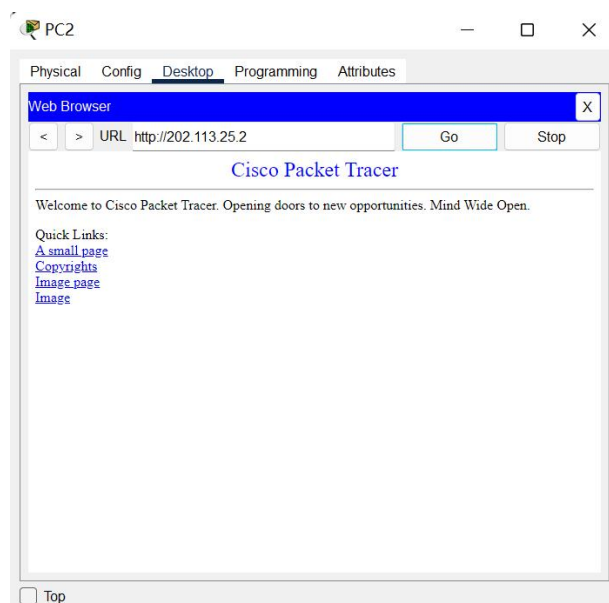 PC2
Physical Config Desktop Programming Attributes
Web Browser X
< > URL http://202.113.25.2 Go Stop
Cisco Packet Tracer
Welcome to Cisco Packet Tracer. Opening doors to new opportunities. Mind Wide Open.
Quick Links:
A small page
Copyrights
Image page
Image
Top